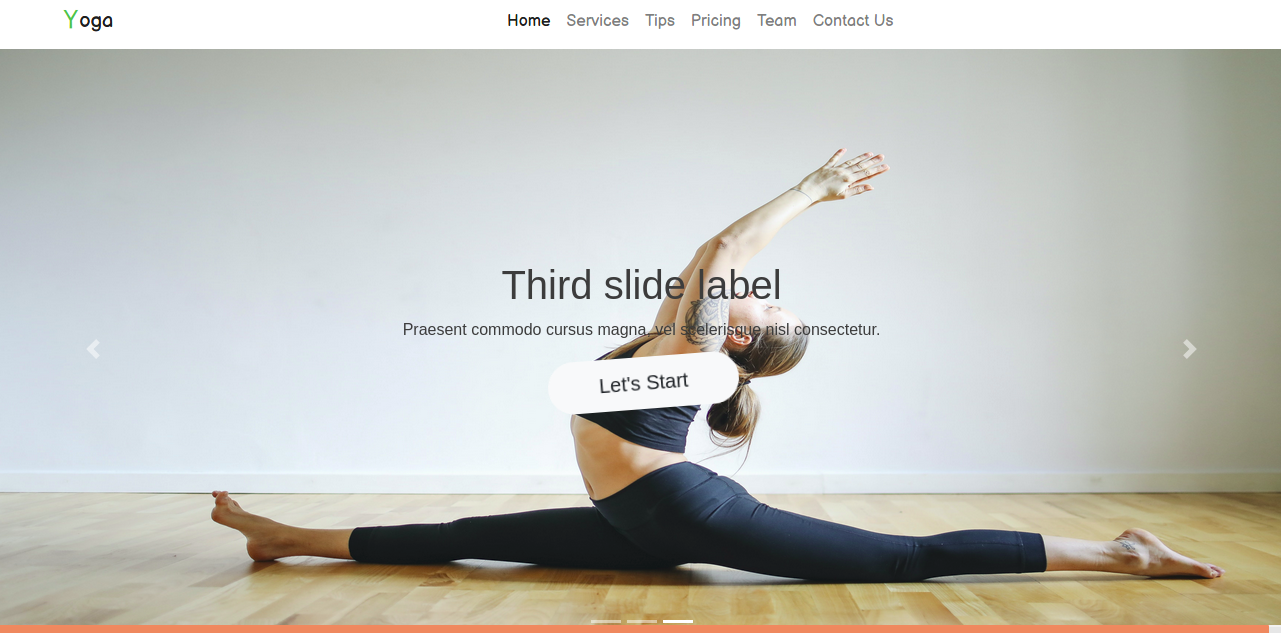 Yoga
Home Services Tips Pricing Team Contact Us
Third slide label
Praesent commodo cursus magna, vel scelerisque nisl consectetur.
Let's Start